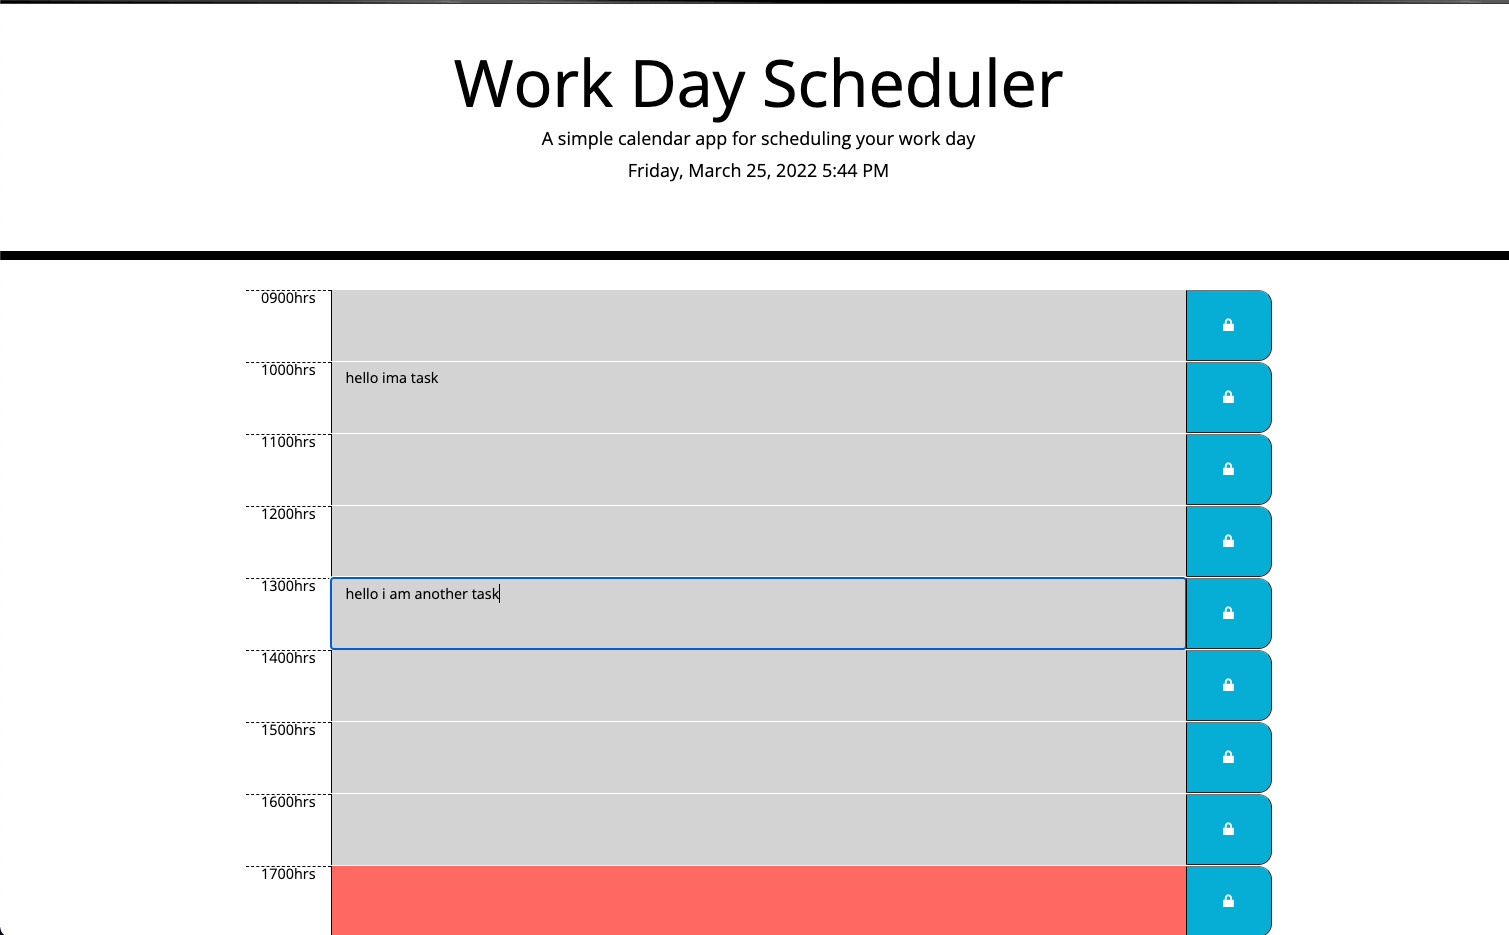 Work Day Scheduler
A simple calendar app for scheduling your work day
Friday, March 25, 2022 5:44 PM
0900hrs
1000hrs hello ima task
1100hrs
1200hrs
1300hrs hello i am another task
1400hrs
1500hrs
1600hrs
1700hrs